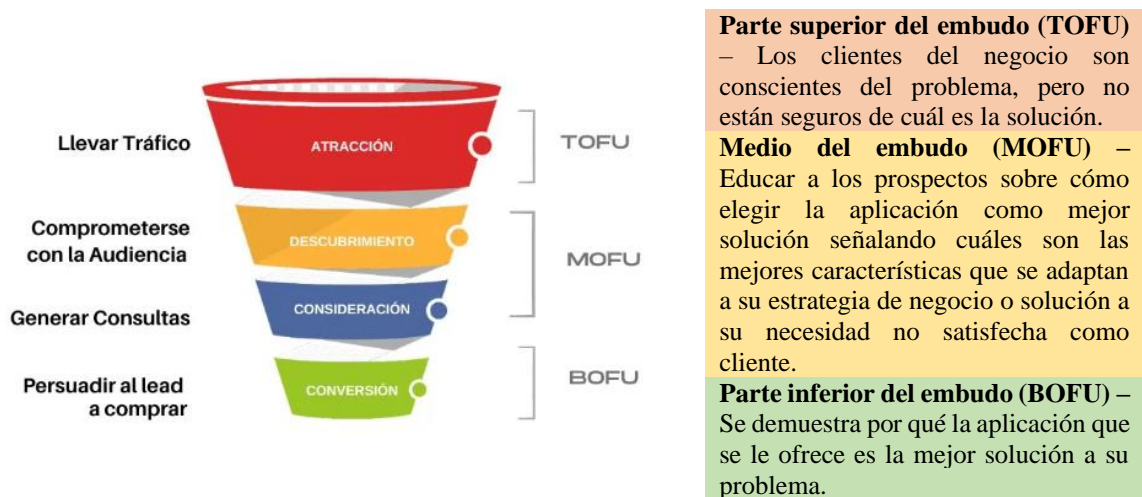 Llevar Tráfico
ATRACCIÓN
TOFU
Comprometerse
con la Audiencia
DESCUBRIMIENTO
MOFU
Generar Consultas
CONSIDERACIÓN
Persuadir al lead
a comprar
CONVERSIÓN
BOFU
Parte superior del embudo (TOFU)
– Los clientes del negocio son
conscientes del problema, pero no
están seguros de cuál es la solución.
Medio del embudo (MOFU) –
Educar a los prospectos sobre cómo
elegir la aplicación como mejor
solución señalando cuáles son las
mejores características que se adaptan
a su estrategia de negocio o solución a
su necesidad no satisfecha como
cliente.
Parte inferior del embudo (BOFU) –
Se demuestra por qué la aplicación que
se le ofrece es la mejor solución a su
problema.